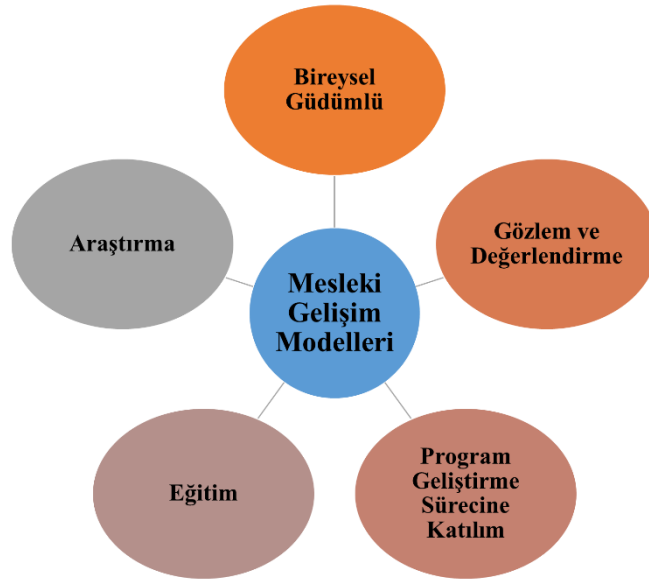 Bireysel
Güdümlü
Araştırma
Gözlem ve
Değerlendirme
Mesleki
Gelişim
Modelleri
Eğitim
Program
Geliştirme
Sürecine
Katılım